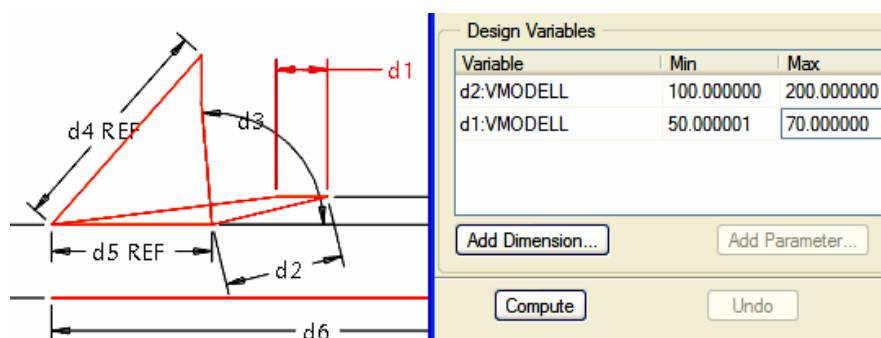 d1
d3
d4 REF
d5 REF
d2
d6
Design Variables
Variable Min Max
d2:VMODELL 100.000000 200.000000
d1:VMODELL 50.000001 70.000000
Add Dimension... Add Parameter...
Compute Undo